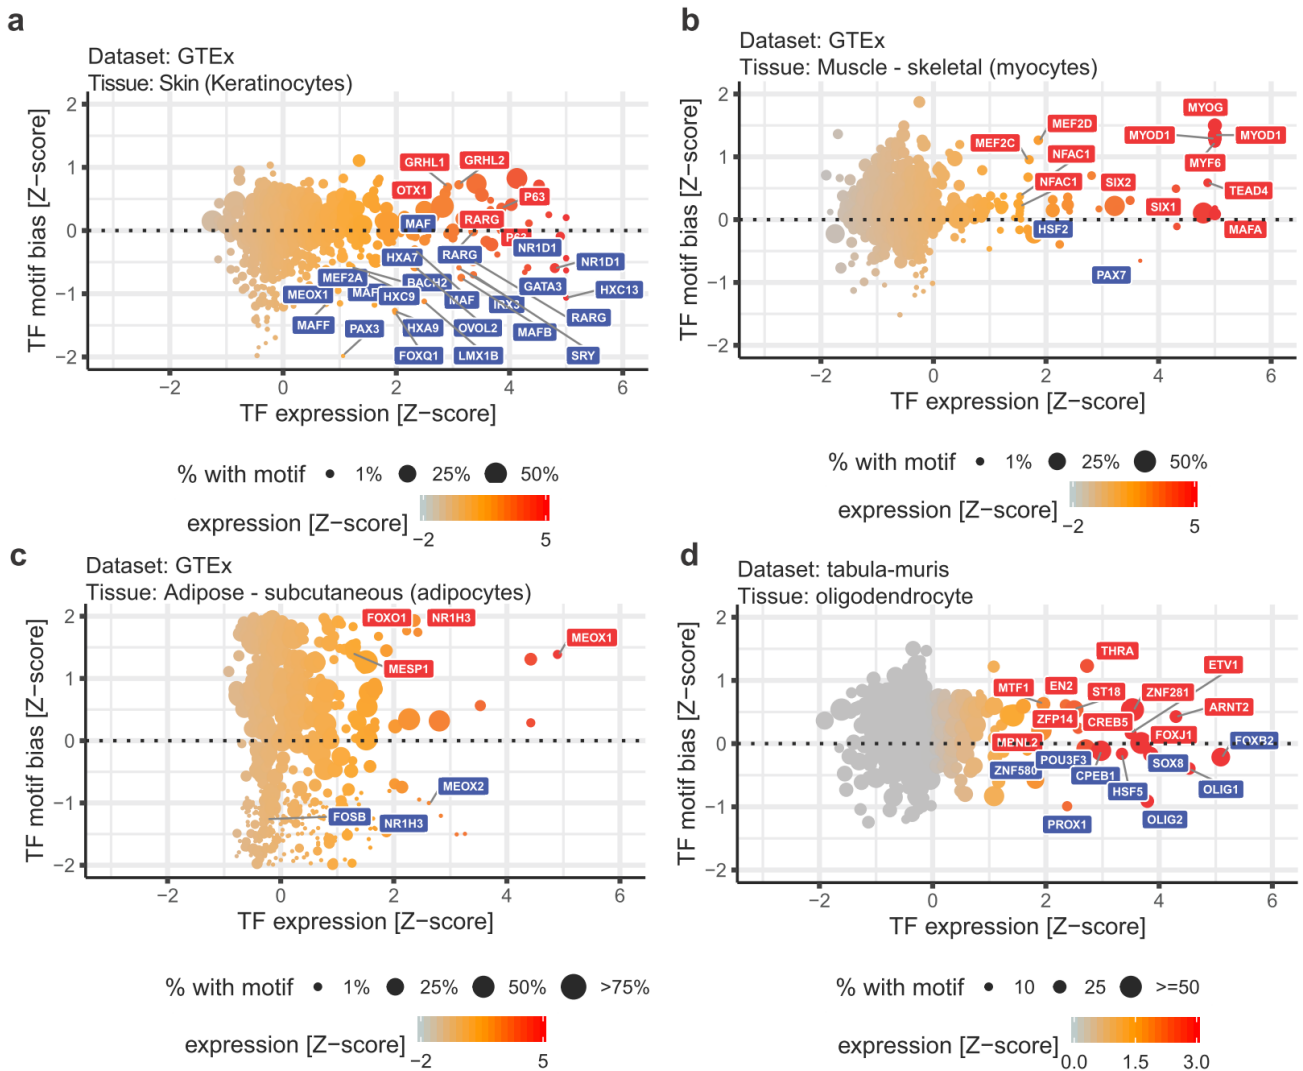 a
Dataset: GTEx
Tissue: Skin (Keratinocytes)
TF motif bias [Z−score]
2
1
0
−1
−2
GRHL1
GRHL2
OTX1
P63
RARG
MAF
NR1D1
HXA7
RARG
NR1D1
MEF2A
BACH2
GATA3
HXC13
MEOX1
MAF
HXC9
MAF
IRX3
RARG
MAFF
PAX3
HXA9
OVOL2
MAFB
FOXQ1
LMX1B
SRY
−2
0
2
4
6
TF expression [Z−score]
% with motif
1%
25%
50%
expression [Z−score]
−2
5
b
Dataset: GTEx
Tissue: Muscle - skeletal (myocytes)
TF motif bias [Z−score]
2
1
0
−1
−2
MYOG
MEF2D
MEF2C
MYOD1
MYOD1
NFAC1
MYF6
NFAC1
SIX2
TEAD4
SIX1
HSF2
MAFA
PAX7
−2
0
2
4
6
TF expression [Z−score]
% with motif
1%
25%
50%
expression [Z−score]
−2
5
c
Dataset: GTEx
Tissue: Adipose - subcutaneous (adipocytes)
TF motif bias [Z−score]
2
1
0
−1
−2
FOXO1
NR1H3
MEOX1
MESP1
MEOX2
FOSB
NR1H3
−2
0
2
4
6
TF expression [Z−score]
% with motif
1%
25%
50%
>75%
expression [Z−score]
−2
5
d
Dataset: tabula-muris
Tissue: oligodendrocyte
TF motif bias [Z−score]
2
1
0
−1
−2
THRA
ETV1
MTF1
EN2
ST18
ZNF281
ARNT2
ZFP14
CREB5
FOXJ1
FOXB2
ZNF580
POU3F3
SOX8
CPEB1
HSF5
OLIG1
PROX1
OLIG2
−2
0
2
4
6
TF expression [Z−score]
% with motif
10
25
>=50
expression [Z−score]
0.0
1.5
3.0